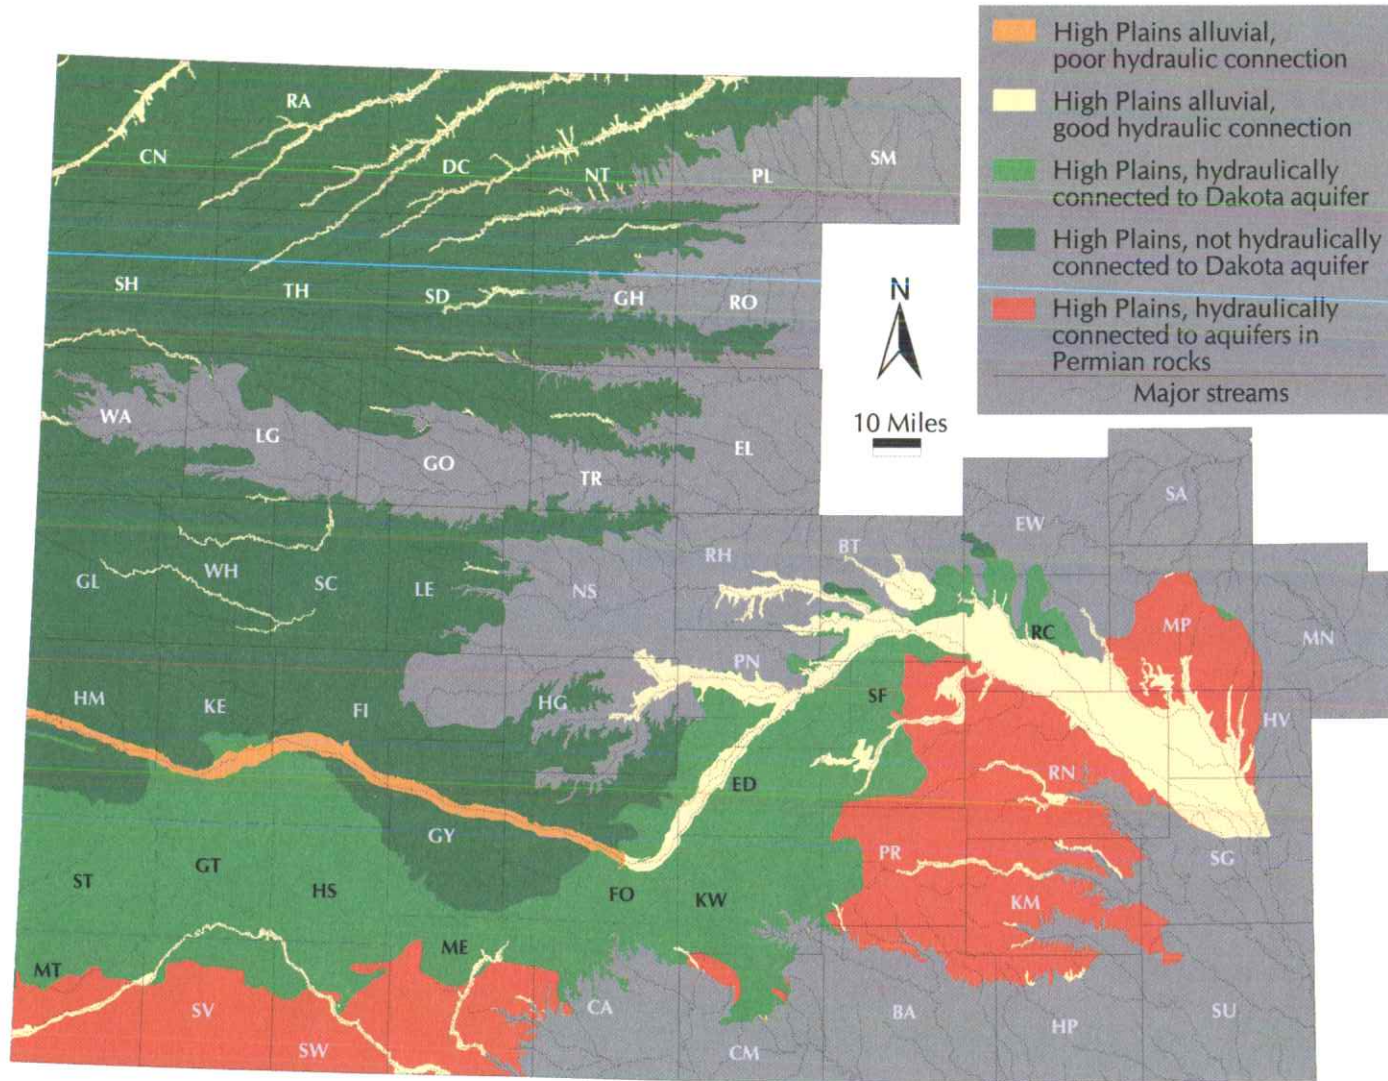 High Plains alluvial,
poor hydraulic connection
High Plains alluvial,
good hydraulic connection
High Plains, hydraulically
connected to Dakota aquifer
High Plains, not hydraulically
connected to Dakota aquifer
High Plains, hydraulically
connected to aquifers in
Permian rocks
Major streams
N
10 Miles
CN RA DC NT PL SM
SH TH SD GH RO
WA LG GO TR EL
GL WH SC LE NS RH BT EW SA
RC MP MN
HM KE FI HG PN SF HV
ED RN
ST GT HS GY FO KW PR KM SG
MT ME
SV SW CA CM BA HP SU